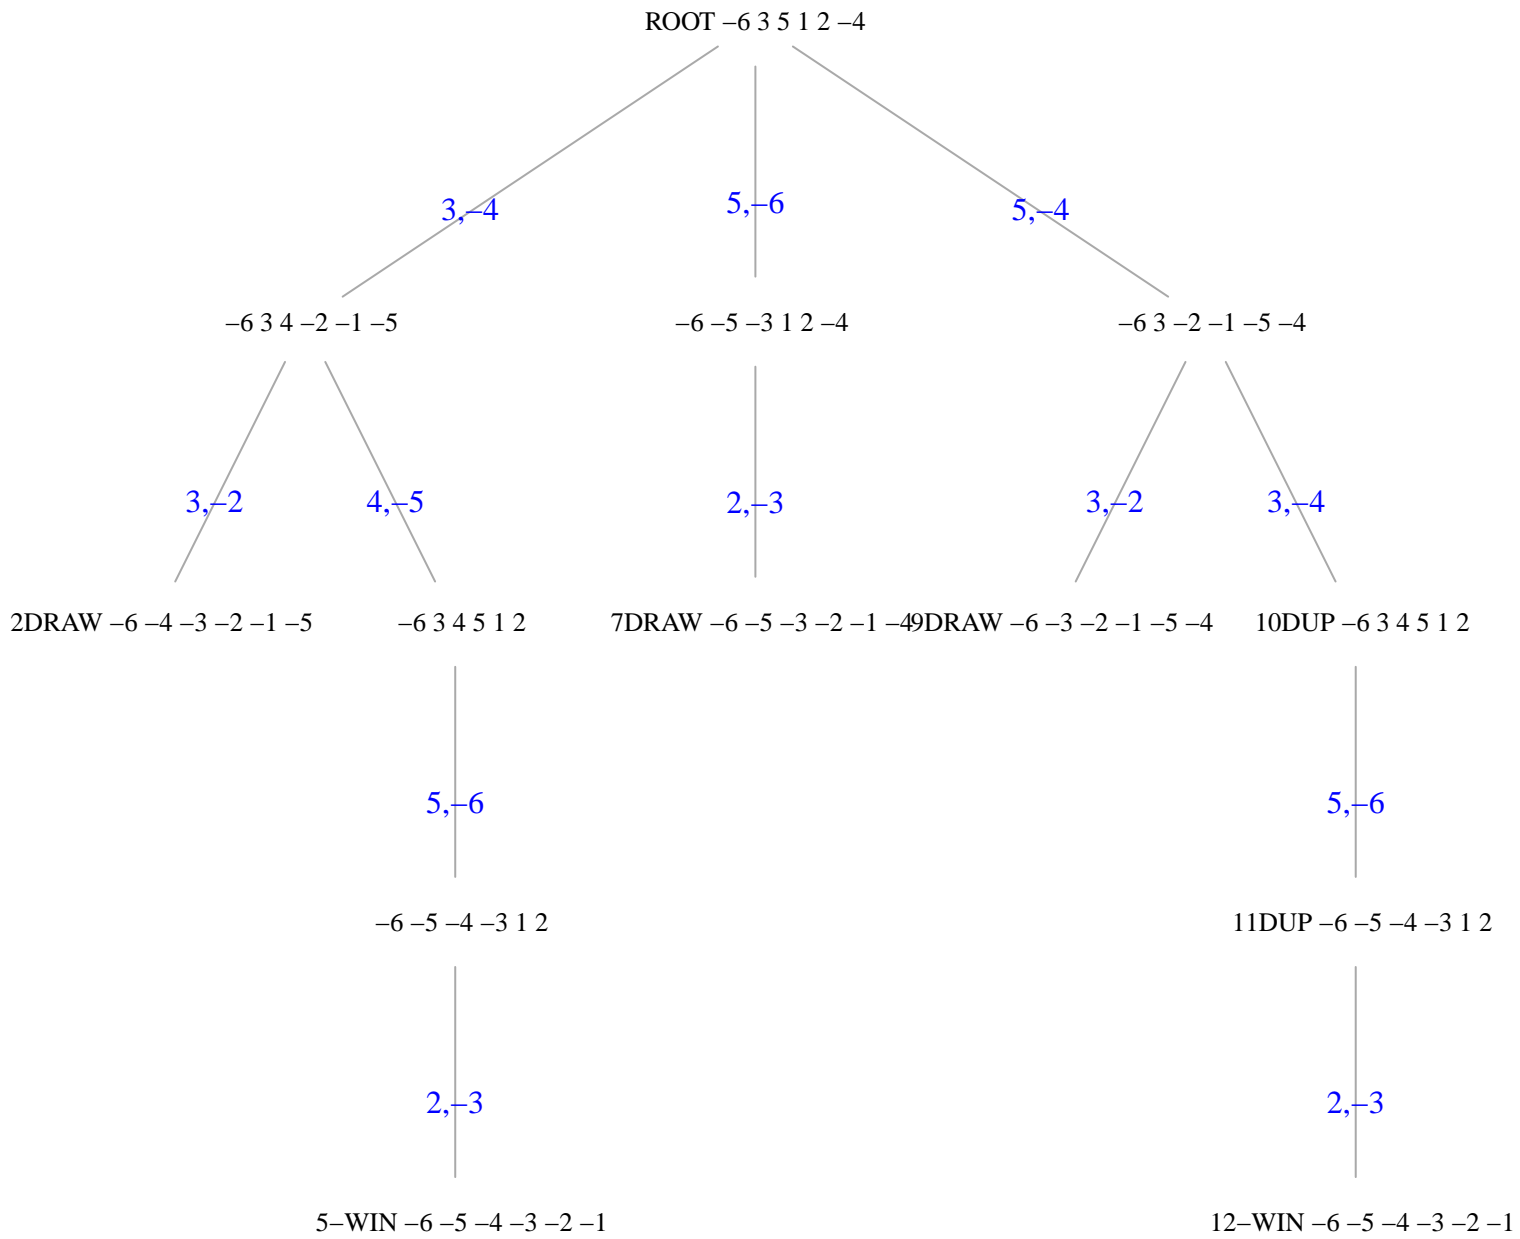 ROOT –6 3 5 1 2 –4
3,–4
5,–6
5,–4
–6 3 4 –2 –1 –5
–6 –5 –3 1 2 –4
–6 3 –2 –1 –5 –4
3,–2
4,–5
2,–3
3,–2
3,–4
2DRAW –6 –4 –3 –2 –1 –5
–6 3 4 5 1 2
7DRAW –6 –5 –3 –2 –1 –4
9DRAW –6 –3 –2 –1 –5 –4
10DUP –6 3 4 5 1 2
5,–6
5,–6
–6 –5 –4 –3 1 2
11DUP –6 –5 –4 –3 1 2
2,–3
2,–3
5–WIN –6 –5 –4 –3 –2 –1
12–WIN –6 –5 –4 –3 –2 –1